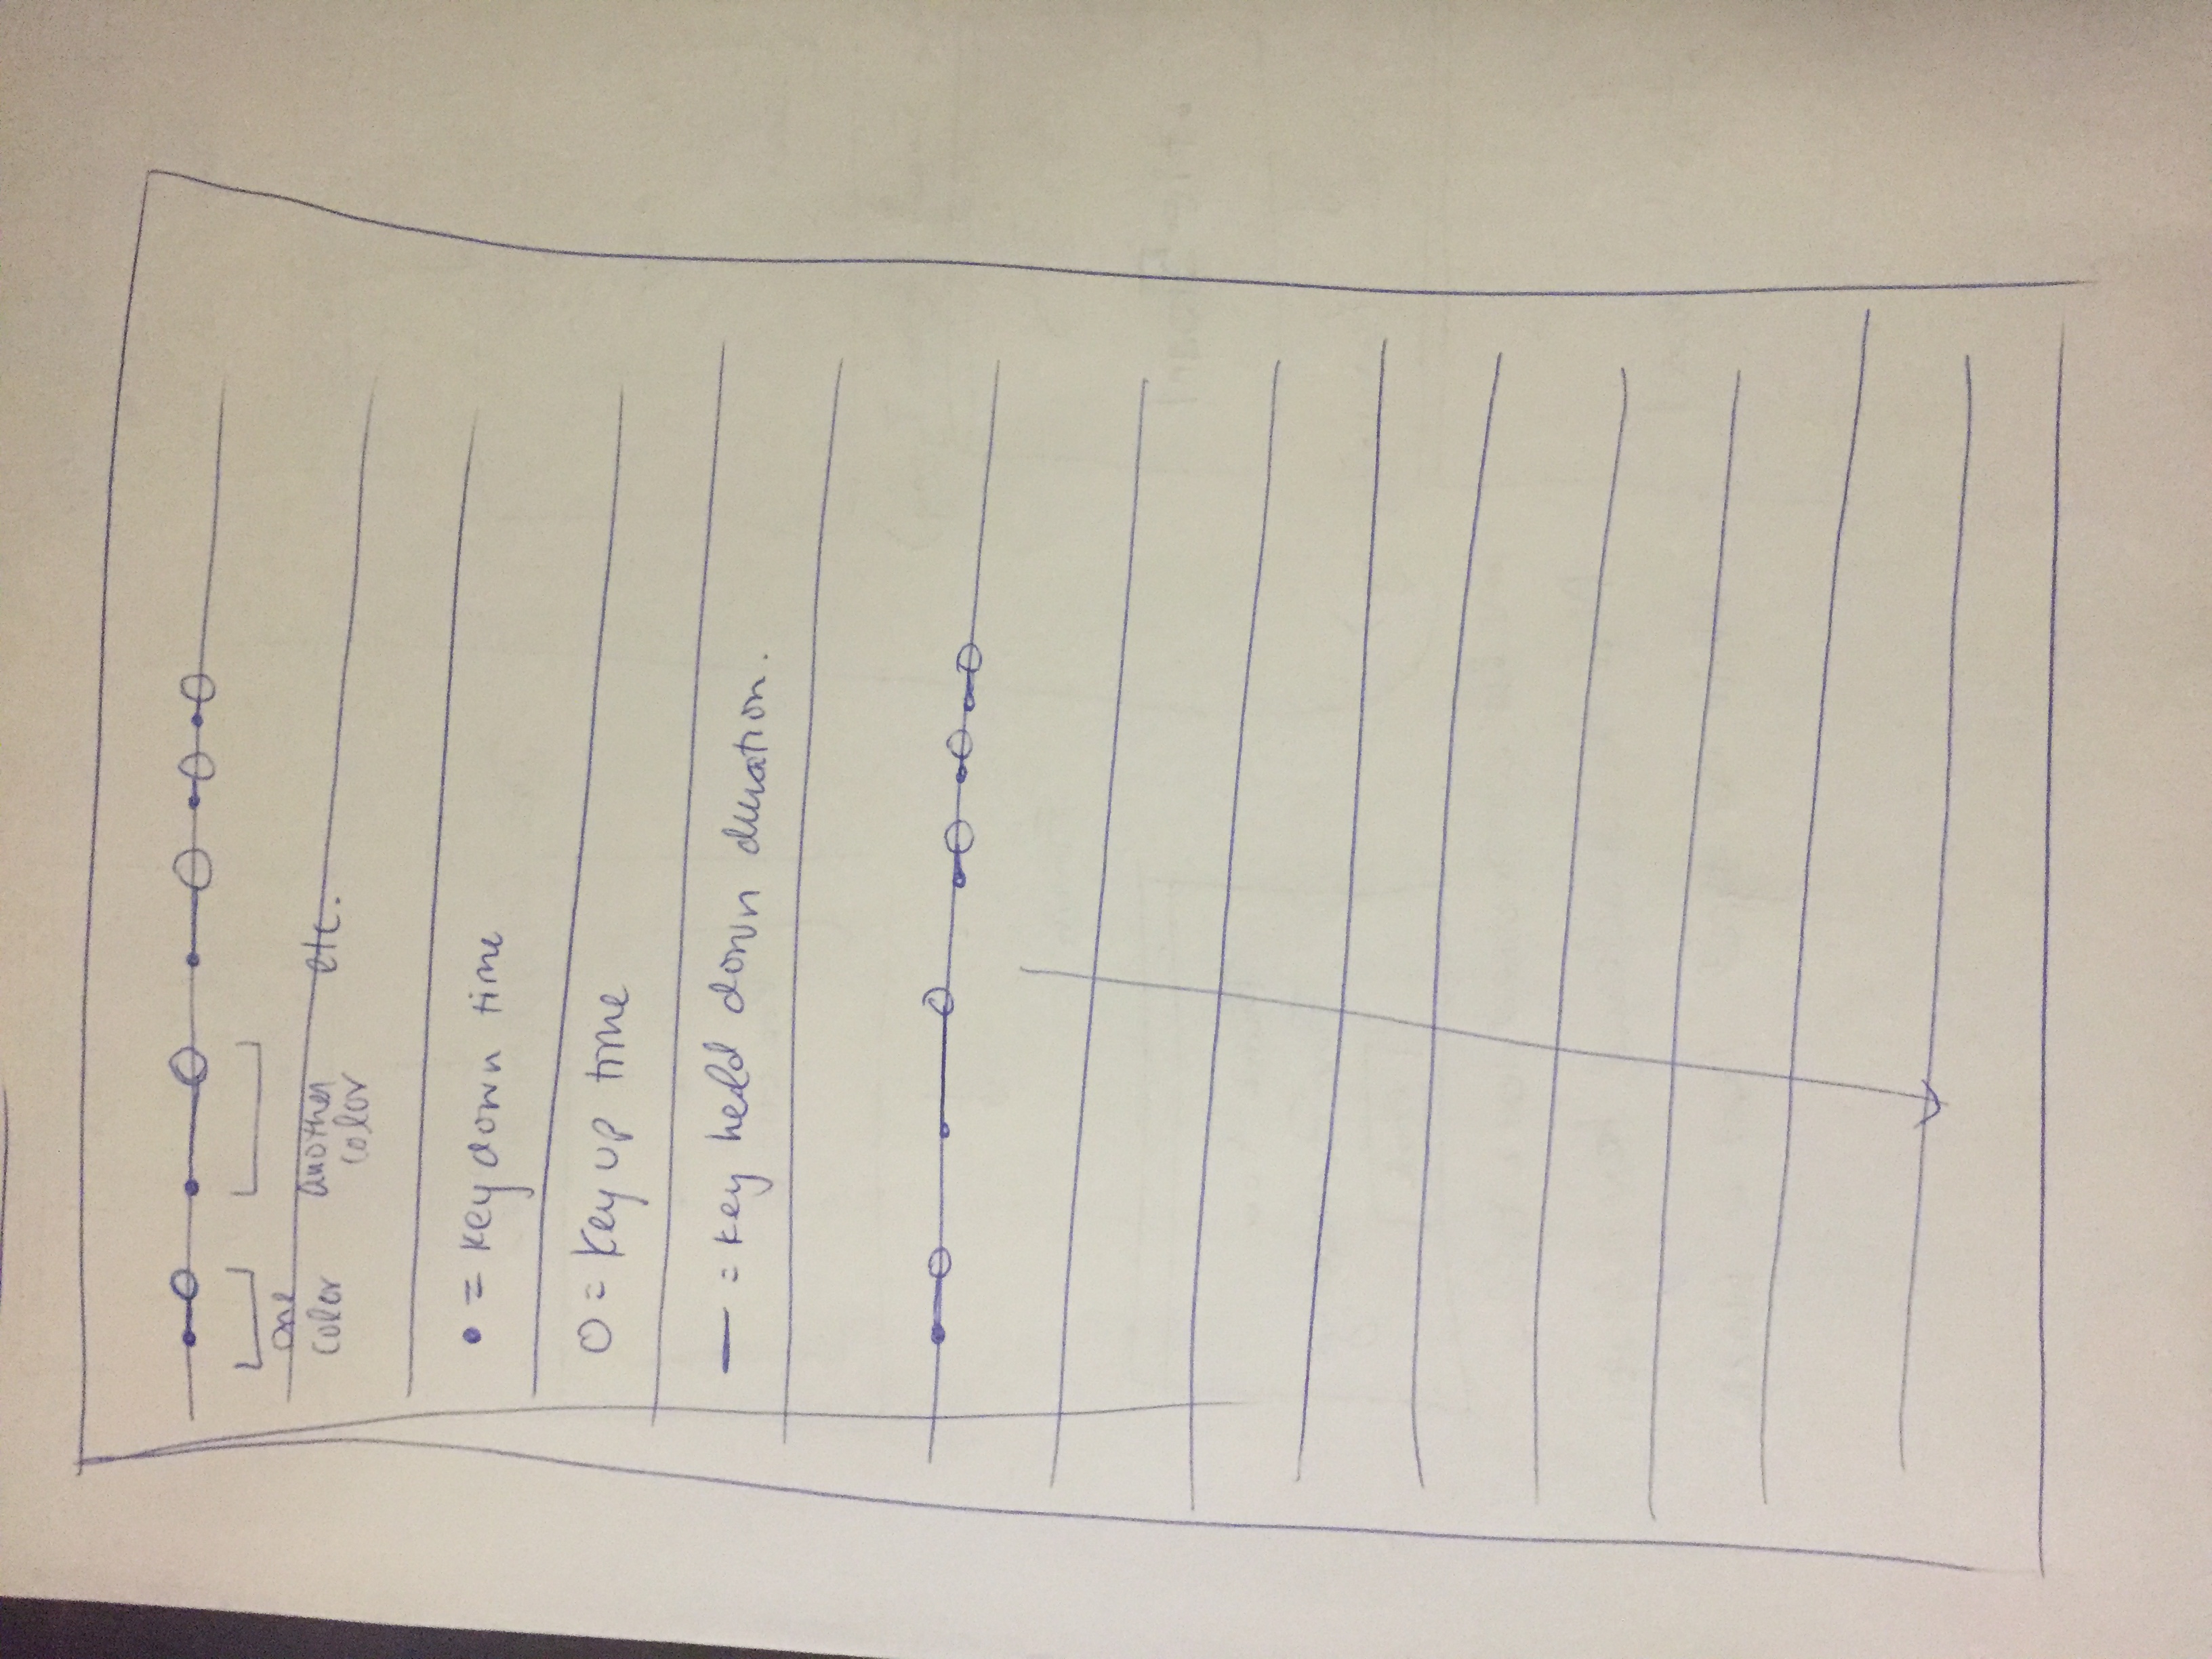 one
color
another
color
etc.
• = key down time
O = key up time
— = key held down duration.